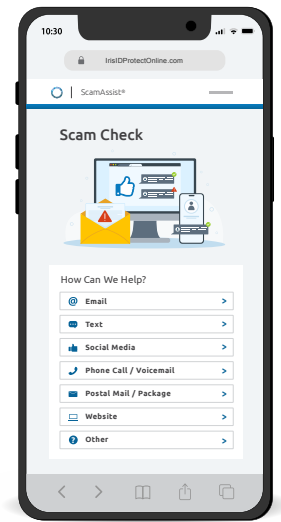 10:30
IrisIDProtectOnline.com
ScamAssist®
Scam Check
How Can We Help?
@ Email >
Text >
Social Media >
Phone Call / Voicemail >
Postal Mail / Package >
Website >
? Other >